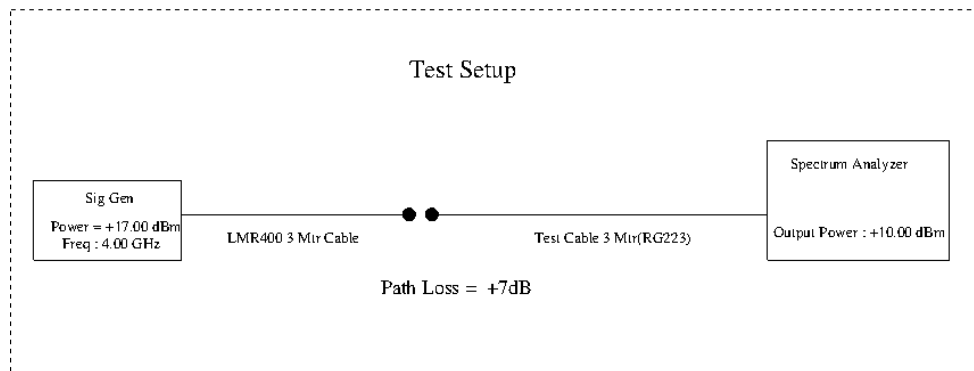 Test Setup
Sig Gen
Power = +17.00 dBm
Freq : 4.00 GHz
LMR400 3 Mtr Cable
Test Cable 3 Mtr(RG223)
Spectrum Analyzer
Output Power : +10.00 dBm
Path Loss = +7dB